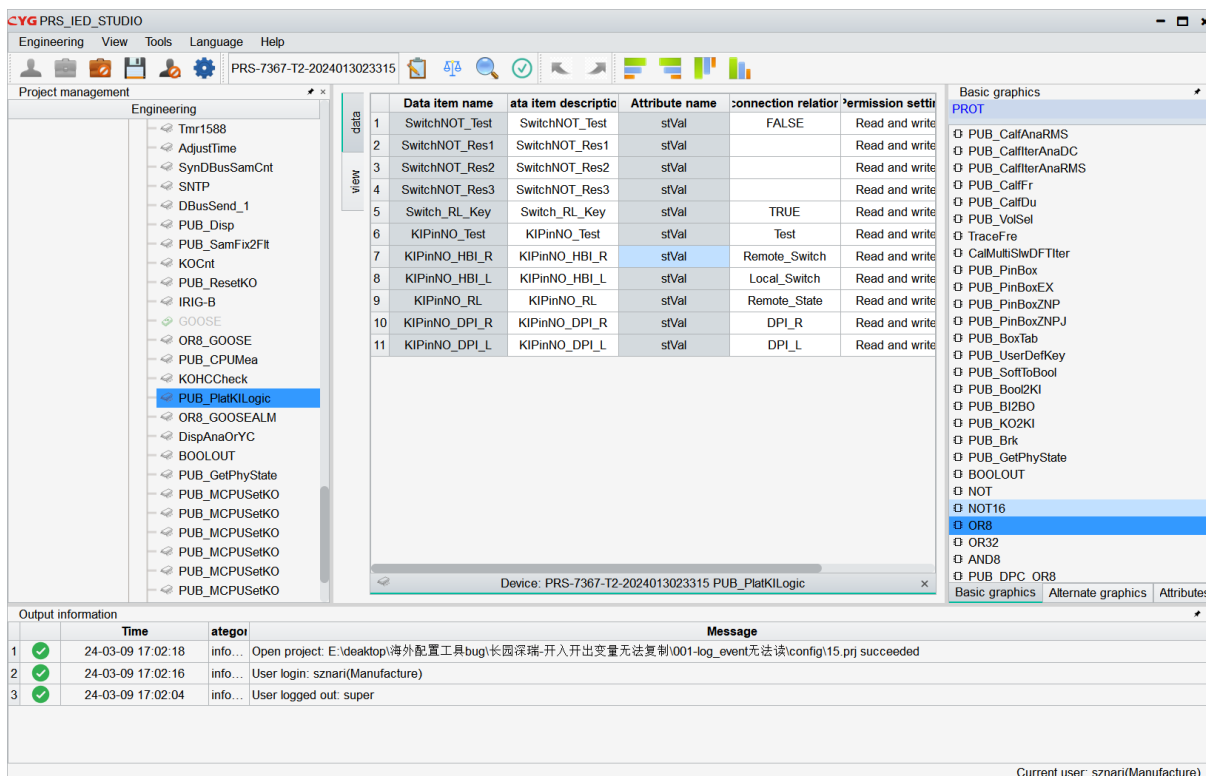 CYG PRS_IED_STUDIO
Engineering View Tools Language Help
PRS-7367-T2-2024013023315
Project management
Engineering
Tmr1588
AdjustTime
SynDBusSamCnt
SNTP
DBusSend_1
PUB_Disp
PUB_SamFix2Flt
KOCnt
PUB_ResetKO
IRIG-B
GOOSE
OR8_GOOSE
PUB_CPUMea
KOHCCheck
PUB_PlatKILogic
OR8_GOOSEALM
DispAnaOrYC
BOOLOUT
PUB_GetPhyState
PUB_MCPUSetKO
PUB_MCPUSetKO
PUB_MCPUSetKO
PUB_MCPUSetKO
PUB_MCPUSetKO
PUB_MCPUSetKO
data
view
Data item name ata item descriptio Attribute name connection relation Permission settin
1 SwitchNOT_Test SwitchNOT_Test stVal FALSE Read and write
2 SwitchNOT_Res1 SwitchNOT_Res1 stVal Read and write
3 SwitchNOT_Res2 SwitchNOT_Res2 stVal Read and write
4 SwitchNOT_Res3 SwitchNOT_Res3 stVal Read and write
5 Switch_RL_Key Switch_RL_Key stVal TRUE Read and write
6 KIPinNO_Test KIPinNO_Test stVal Test Read and write
7 KIPinNO_HBI_R KIPinNO_HBI_R stVal Remote_Switch Read and write
8 KIPinNO_HBI_L KIPinNO_HBI_L stVal Local_Switch Read and write
9 KIPinNO_RL KIPinNO_RL stVal Remote_State Read and write
10 KIPinNO_DPI_R KIPinNO_DPI_R stVal DPI_R Read and write
11 KIPinNO_DPI_L KIPinNO_DPI_L stVal DPI_L Read and write
Device: PRS-7367-T2-2024013023315 PUB_PlatKILogic
Basic graphics
PROT
PUB_CalfAnaRMS
PUB_CalfIterAnaDC
PUB_CalfIterAnaRMS
PUB_CalfFr
PUB_CalfDu
PUB_VolSel
TraceFre
CalMultiSlwDFTIter
PUB_PinBox
PUB_PinBoxEX
PUB_PinBoxZNP
PUB_PinBoxZNPJ
PUB_BoxTab
PUB_UserDefKey
PUB_SoftToBool
PUB_Bool2KI
PUB_BI2BO
PUB_KO2KI
PUB_Brk
PUB_GetPhyState
BOOLOUT
NOT
NOT16
OR8
OR32
AND8
PUB DPC OR8
Basic graphics Alternate graphics Attributes
Output information
Time ategor Message
1 24-03-09 17:02:18 info... Open project: E:\deaktop\海外配置工具bug\长园深瑞-开入开出变量无法复制\001-log_event无法读\config\15.prj succeeded
2 24-03-09 17:02:16 info... User login: sznari(Manufacture)
3 24-03-09 17:02:04 info... User logged out: super
Current user: sznari(Manufacture)